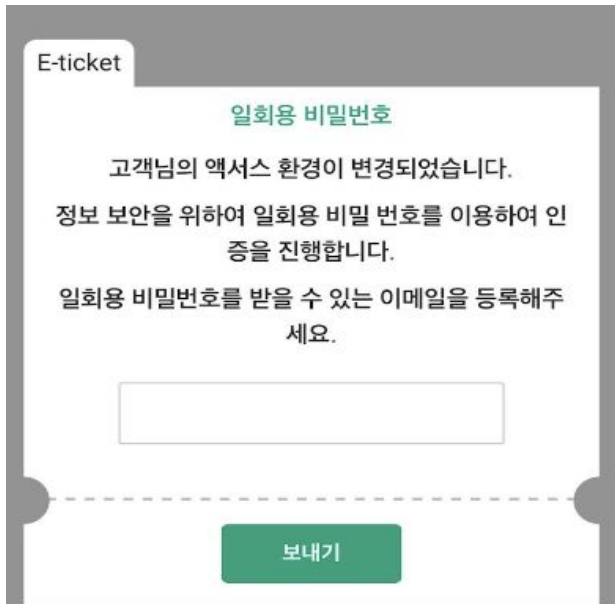 E-ticket
일회용 비밀번호
고객님의 액서스 환경이 변경되었습니다.
정보 보안을 위하여 일회용 비밀 번호를 이용하여 인
증을 진행합니다.
일회용 비밀번호를 받을 수 있는 이메일을 등록해주
세요.
보내기